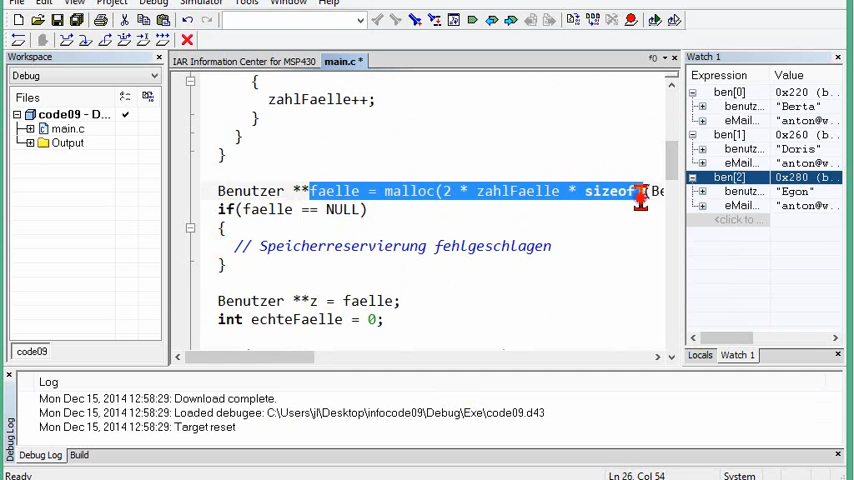 File Edit View Project Debug Simulator Tools Window Help
Workspace
Debug
Files
code09 - D...
main.c
Output
code09
IAR Information Center for MSP430 main.c *
f0
{
zahlFaelle++;
}
}
}
Benutzer **faelle = malloc(2 * zahlFaelle * sizeof (Be
if(faelle == NULL)
{
// Speicherreservierung fehlgeschlagen
}
Benutzer **z = faelle;
int echteFaelle = 0;
Watch 1
Expression Value
ben[0] 0x220 (b...
benutz... "Berta"
eMail... "anton@w...
ben[1] 0x260 (b...
benutz... "Doris"
eMail... "anton@w...
ben[2] 0x280 (b...
benutz... "Egon"
eMail... "anton@w...
<click to ...
Locals Watch 1
Log
Mon Dec 15, 2014 12:58:29: Download complete.
Mon Dec 15, 2014 12:58:29: Loaded debugee: C:\Users\jl\Desktop\infocode09\Debug\Exe\code09.d43
Mon Dec 15, 2014 12:58:29: Target reset
Debug Log
Debug Log Build
Ready
Ln 26, Col 54 System